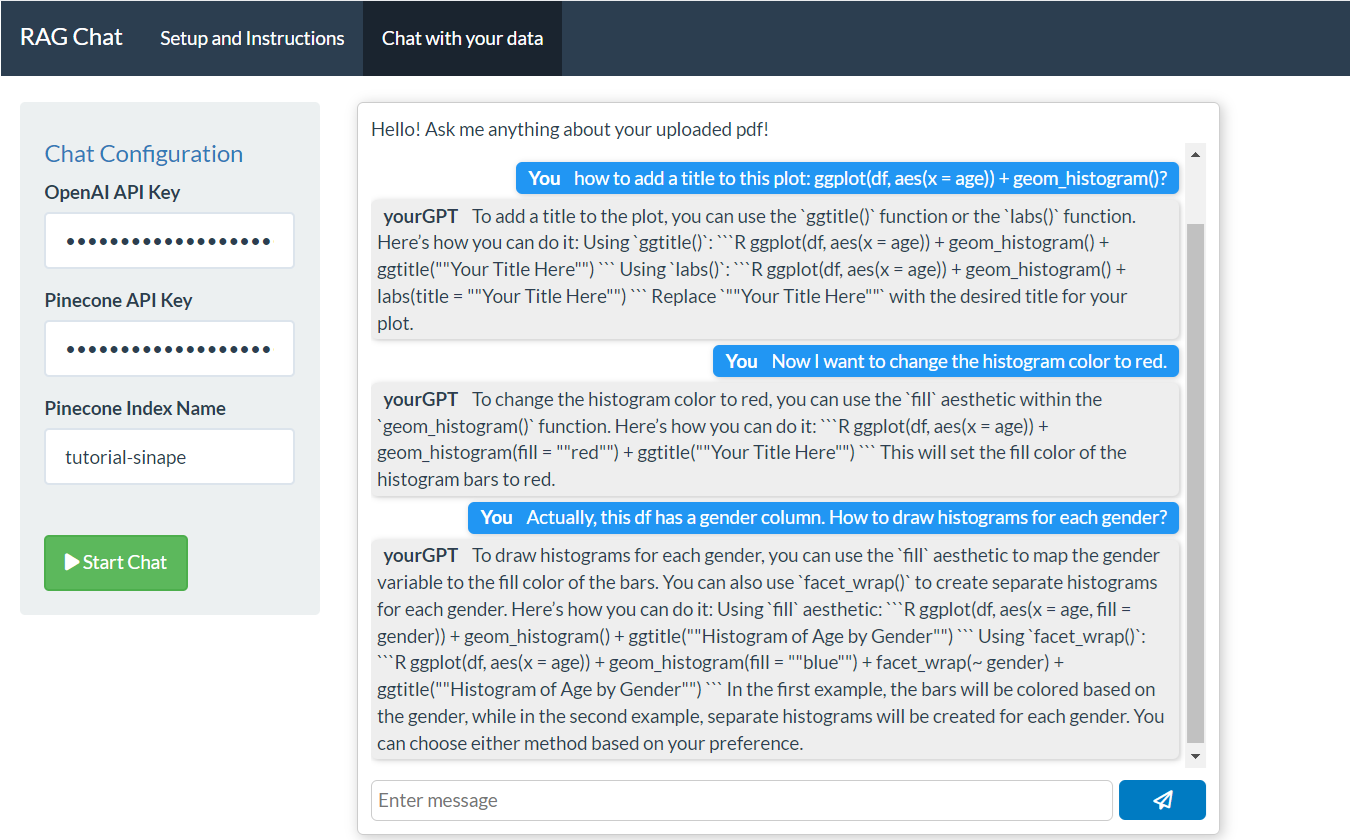 RAG Chat Setup and Instructions Chat with your data
Chat Configuration
OpenAI API Key
•••••••••••••••••••
Pinecone API Key
•••••••••••••••••••
Pinecone Index Name
tutorial-sinape
Start Chat
Hello! Ask me anything about your uploaded pdf!
You how to add a title to this plot: ggplot(df, aes(x = age)) + geom_histogram()?
yourGPT To add a title to the plot, you can use the `ggtitle()` function or the `labs()` function.
Here’s how you can do it: Using `ggtitle()`: ```R ggplot(df, aes(x = age)) + geom_histogram() +
ggtitle(""Your Title Here"") ``` Using `labs()`: ```R ggplot(df, aes(x = age)) + geom_histogram() +
labs(title = ""Your Title Here"") ``` Replace `""Your Title Here""` with the desired title for your
plot.
You Now I want to change the histogram color to red.
yourGPT To change the histogram color to red, you can use the `fill` aesthetic within the
`geom_histogram()` function. Here’s how you can do it: ```R ggplot(df, aes(x = age)) +
geom_histogram(fill = ""red"") + ggtitle(""Your Title Here"") ``` This will set the fill color of the
histogram bars to red.
You Actually, this df has a gender column. How to draw histograms for each gender?
yourGPT To draw histograms for each gender, you can use the `fill` aesthetic to map the gender
variable to the fill color of the bars. You can also use `facet_wrap()` to create separate histograms
for each gender. Here’s how you can do it: Using `fill` aesthetic: ```R ggplot(df, aes(x = age, fill =
gender)) + geom_histogram() + ggtitle(""Histogram of Age by Gender"") ``` Using `facet_wrap()`:
```R ggplot(df, aes(x = age)) + geom_histogram(fill = ""blue"") + facet_wrap(~ gender) +
ggtitle(""Histogram of Age by Gender"") ``` In the first example, the bars will be colored based on
the gender, while in the second example, separate histograms will be created for each gender. You
can choose either method based on your preference.
Enter message